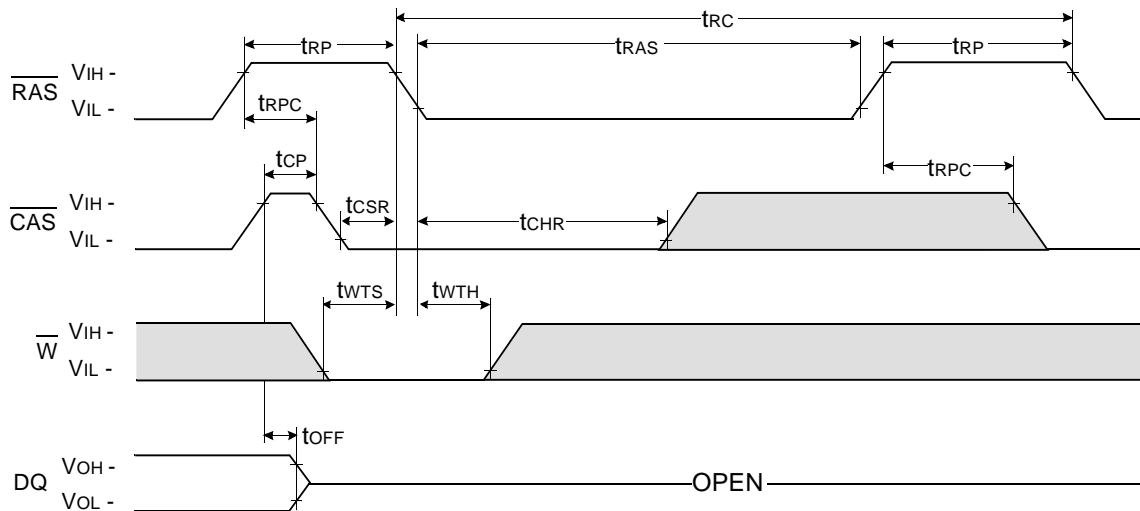 tRC
tRP
tRAS
tRP
RAS
VIH -
VIL -
tRPC
tCP
tRPC
CAS
VIH -
VIL -
tCSR
tCHR
tWTS
tWTH
W
VIH -
VIL -
tOFF
DQ
VOH -
VOL -
OPEN